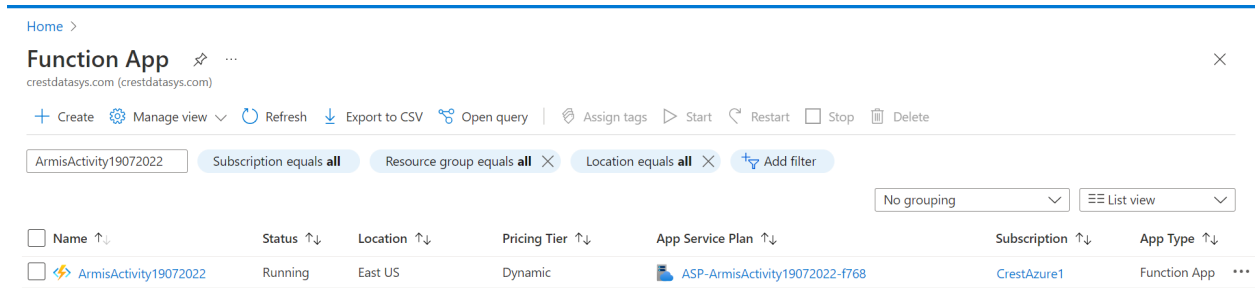 Home >
Function App ...
crestdatasys.com (crestdatasys.com)
Create Manage view Refresh Export to CSV Open query Assign tags Start Restart Stop Delete
ArmisActivity19072022 Subscription equals all Resource group equals all Location equals all Add filter
No grouping List view
Name Status Location Pricing Tier App Service Plan Subscription App Type
ArmisActivity19072022 Running East US Dynamic ASP-ArmisActivity19072022-f768 CrestAzure1 Function App ...